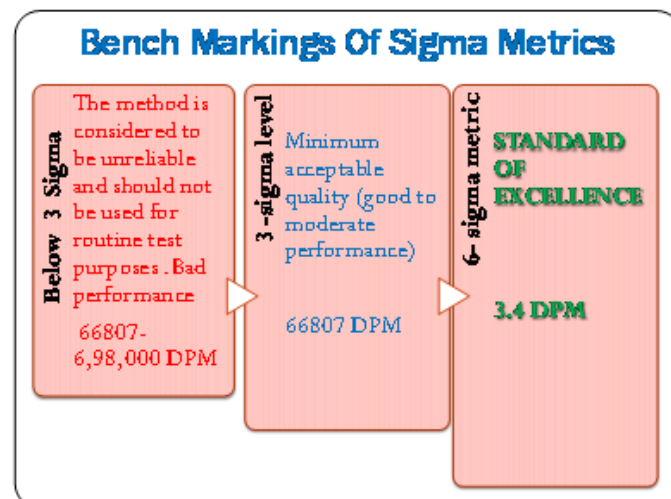 Bench Markings Of Sigma Metrics
Below 3 Sigma
The method is
considered to
be unreliable
and should not
be used for
routine test
purposes . Bad
performance
66807-
6,98,000 DPM
3 -sigma level
Minimum
acceptable
quality (good to
moderate
performance)
66807 DPM
6- sigma metric
STANDARD
OF
EXCELLENCE
3.4 DPM